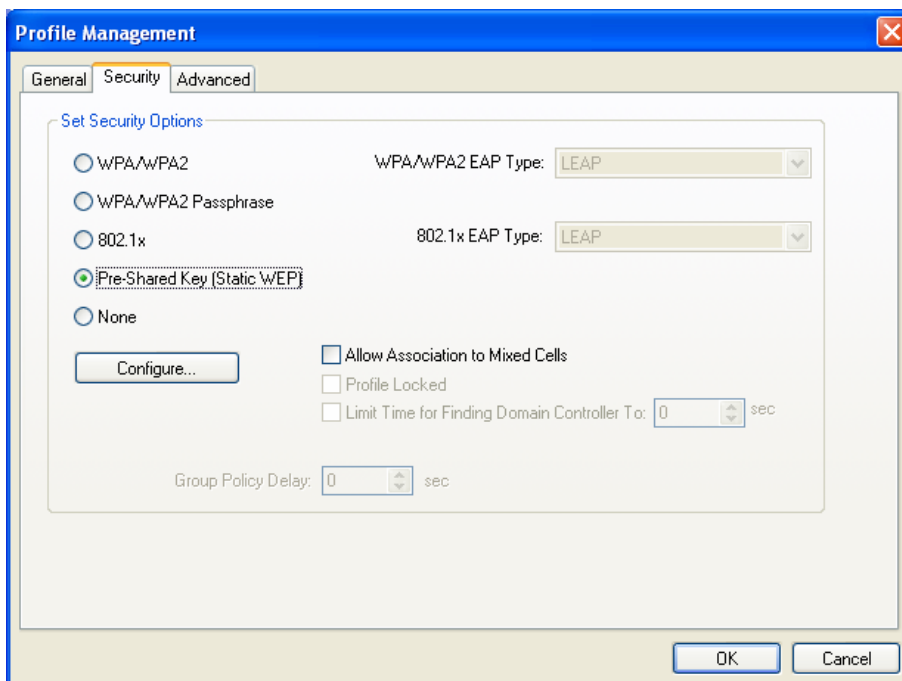 Profile Management
General Security Advanced
Set Security Options
WPA/WPA2 WPA/WPA2 EAP Type: LEAP
WPA/WPA2 Passphrase
802.1x 802.1x EAP Type: LEAP
Pre-Shared Key (Static WEP)
None
Configure... Allow Association to Mixed Cells
Profile Locked
Limit Time for Finding Domain Controller To: 0 sec
Group Policy Delay: 0 sec
OK Cancel